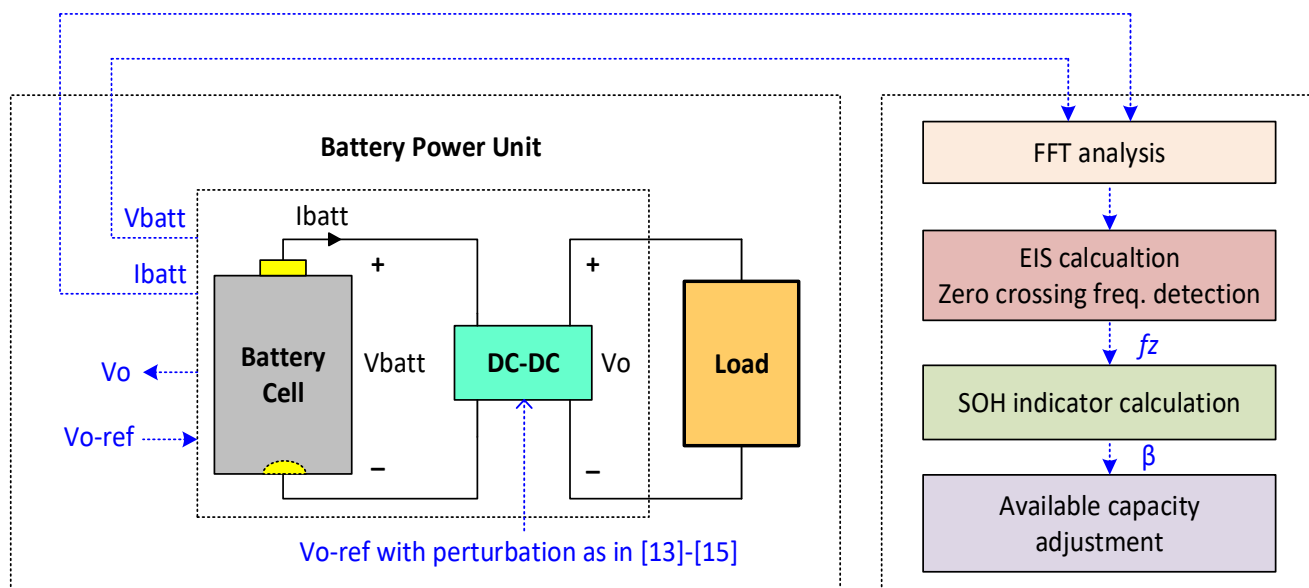 Battery Power Unit
Vbatt
Ibatt
Vo
Vo-ref
Ibatt
+
Battery
Cell
Vbatt
–
DC-DC
+
Vo
–
Load
Vo-ref with perturbation as in [13]-[15]
FFT analysis
EIS calcualtion
Zero crossing freq. detection
fz
SOH indicator calculation
β
Available capacity
adjustment